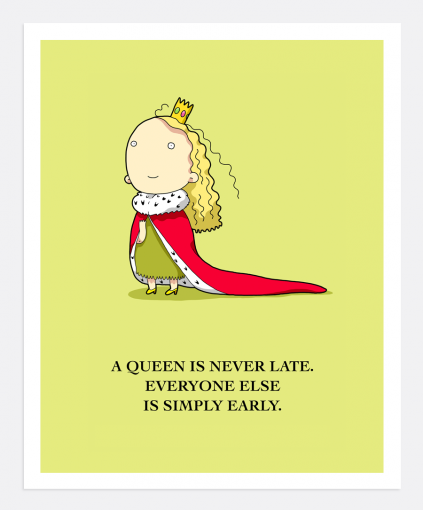 A QUEEN IS NEVER LATE.
EVERYONE ELSE
IS SIMPLY EARLY.